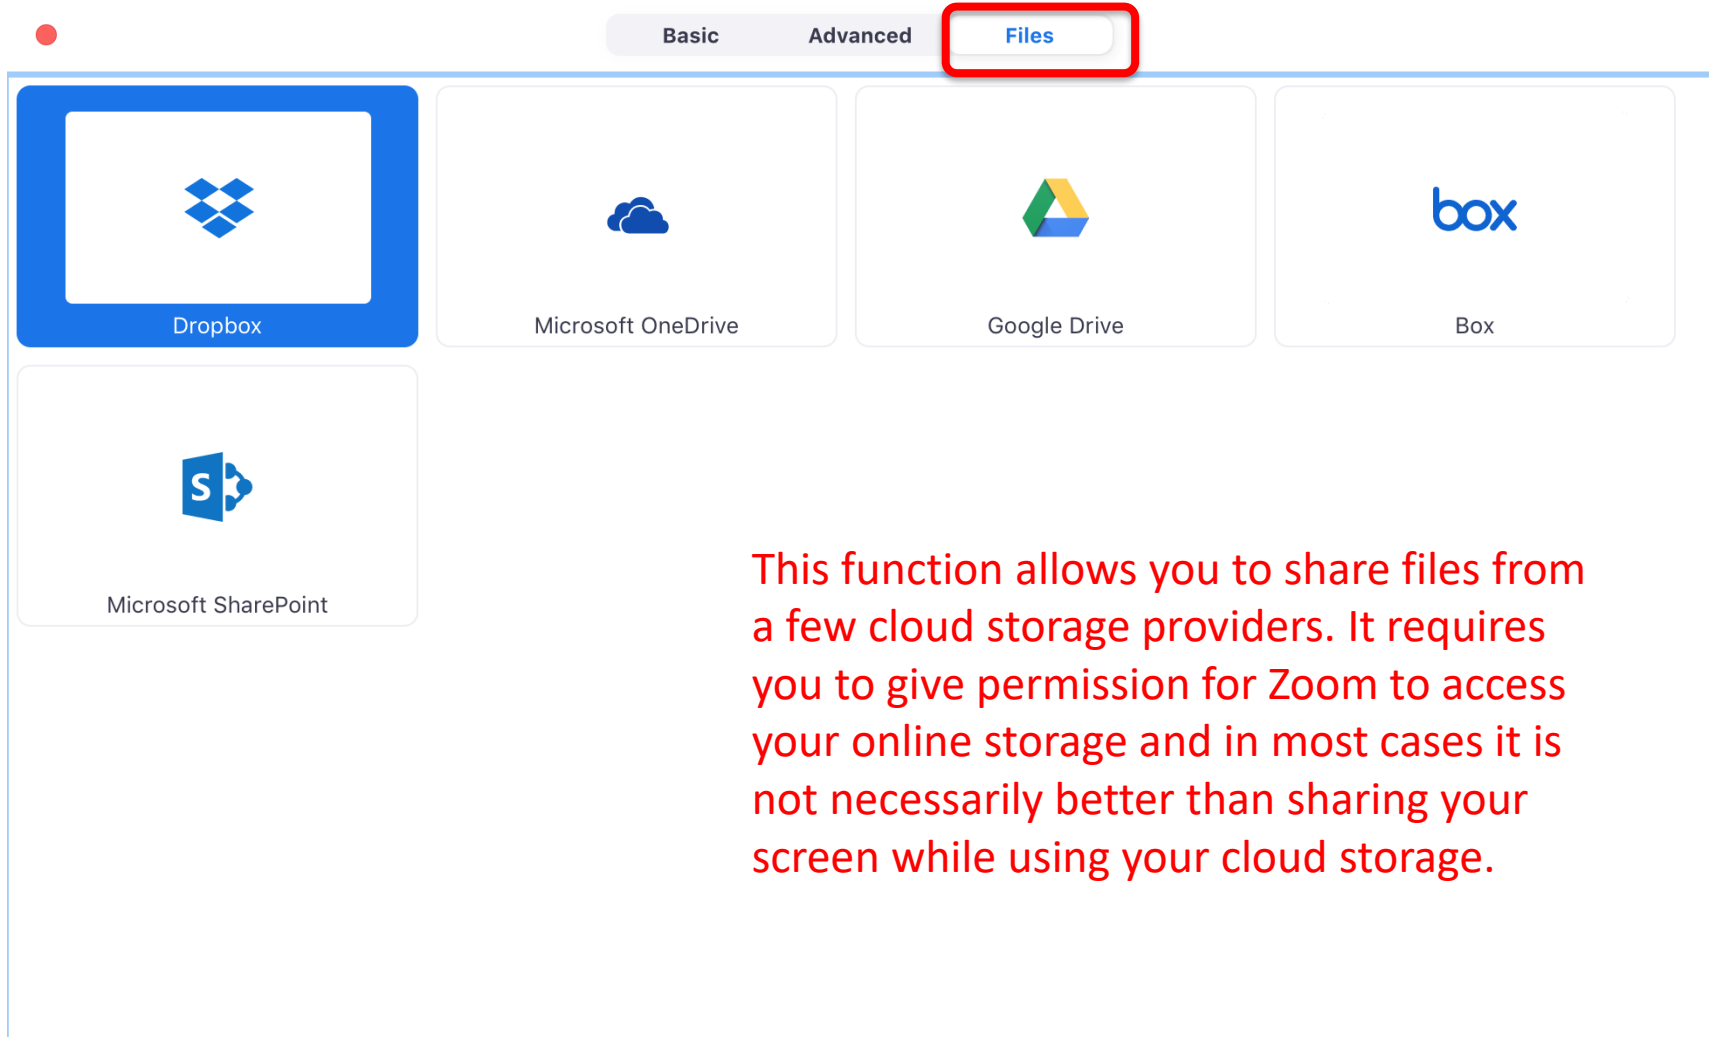 Basic Advanced Files
box
Dropbox Microsoft OneDrive Google Drive Box
S
Microsoft SharePoint
This function allows you to share files from
a few cloud storage providers. It requires
you to give permission for Zoom to access
your online storage and in most cases it is
not necessarily better than sharing your
screen while using your cloud storage.